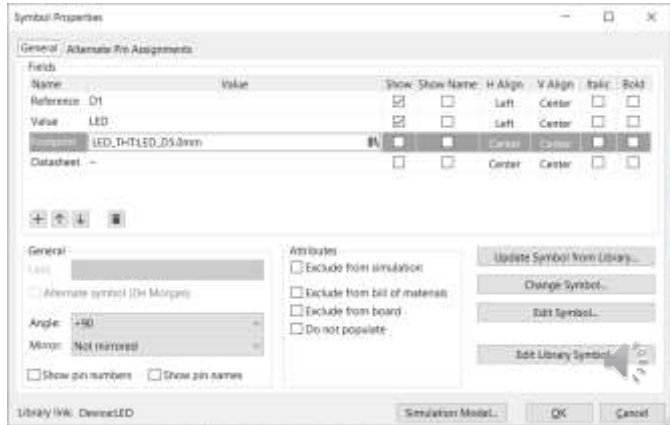 Symbol Properties
General Alternate Pin Assignments
Fields
Name Value Show Show Name H Align V Align Italic Bold
Reference D1 Left Center
Value LED Left Center
Footprint LED_THT:LED_D5.0mm Center Center
Datasheet ~ Center Center
General
Unit:
Alternate symbol (De Morgan)
Angle: +90
Mirror: Not mirrored
Show pin numbers Show pin names
Attributes
Exclude from simulation
Exclude from bill of materials
Exclude from board
Do not populate
Update Symbol from Library...
Change Symbol...
Edit Symbol...
Edit Library Symbol...
Library link: Device:LED Simulation Model... OK Cancel